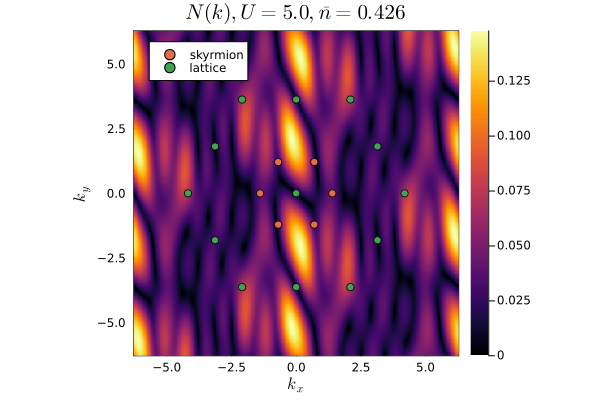 N(k), U = 5.0, n̄ = 0.426
skyrmion
lattice
5.0
2.5
0.0
−2.5
−5.0
k_y
−5.0 −2.5 0.0 2.5 5.0
k_x
0.125
0.100
0.075
0.050
0.025
0